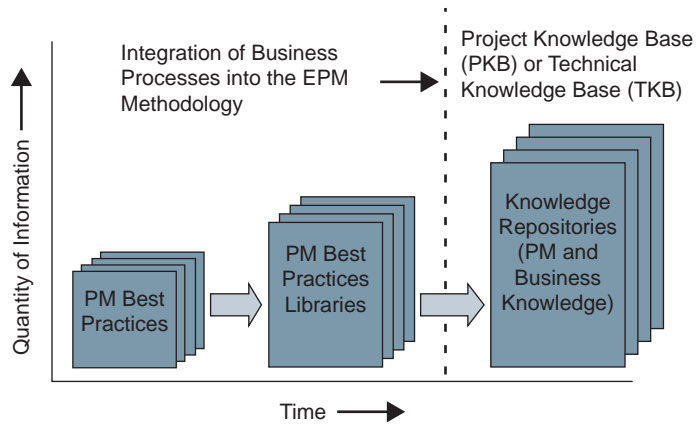 Integration of Business
Processes into the EPM
Methodology
Project Knowledge Base
(PKB) or Technical
Knowledge Base (TKB)
Quantity of Information
PM Best
Practices
PM Best
Practices
Libraries
Knowledge
Repositories
(PM and
Business
Knowledge)
Time